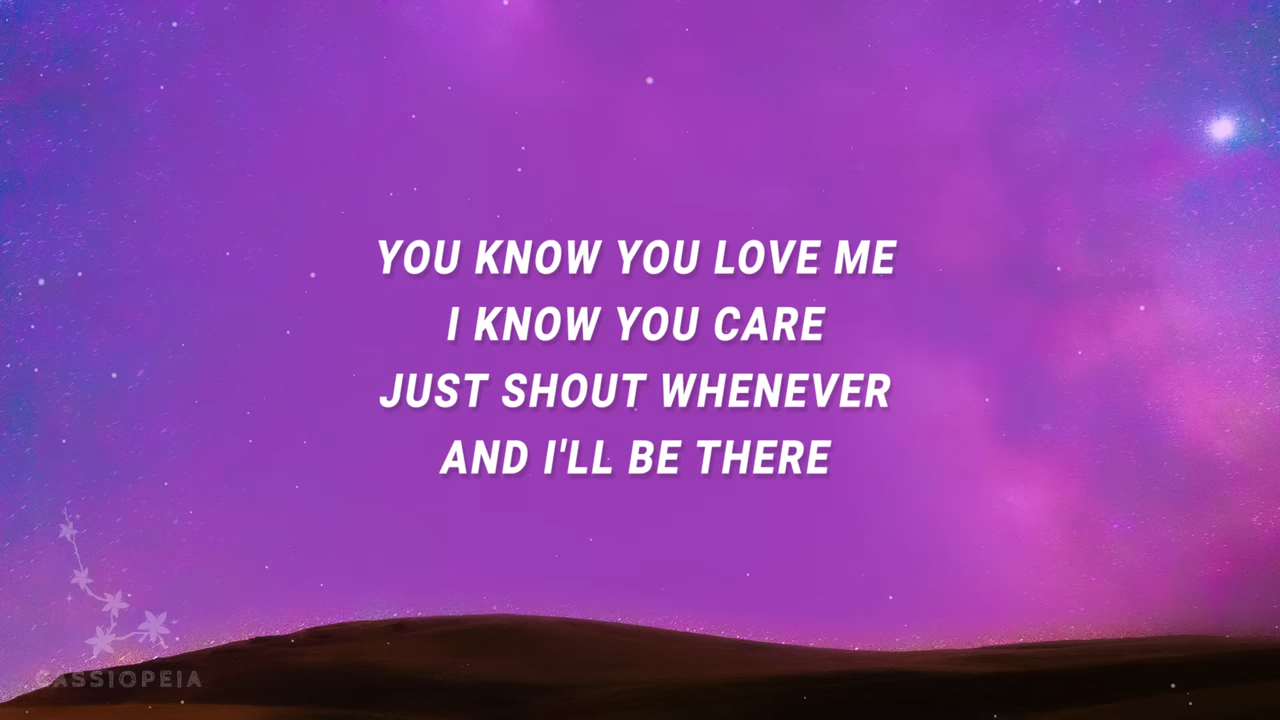 YOU KNOW YOU LOVE ME
I KNOW YOU CARE
JUST SHOUT WHENEVER
AND I'LL BE THERE
CASSIOPEIA